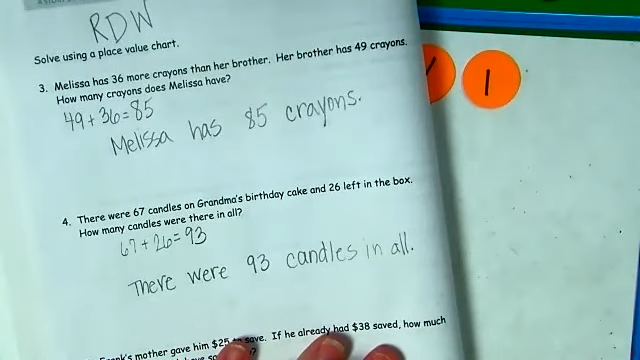 RDW
Solve using a place value chart.
3. Melissa has 36 more crayons than her brother. Her brother has 49 crayons.
How many crayons does Melissa have?
49 + 36 = 85
Melissa has 85 crayons.
1
4. There were 67 candles on Grandma's birthday cake and 26 left in the box.
How many candles were there in all?
67 + 26 = 93
There were 93 candles in all.
mother gave him $25 to save. If he already had $38 saved, how much